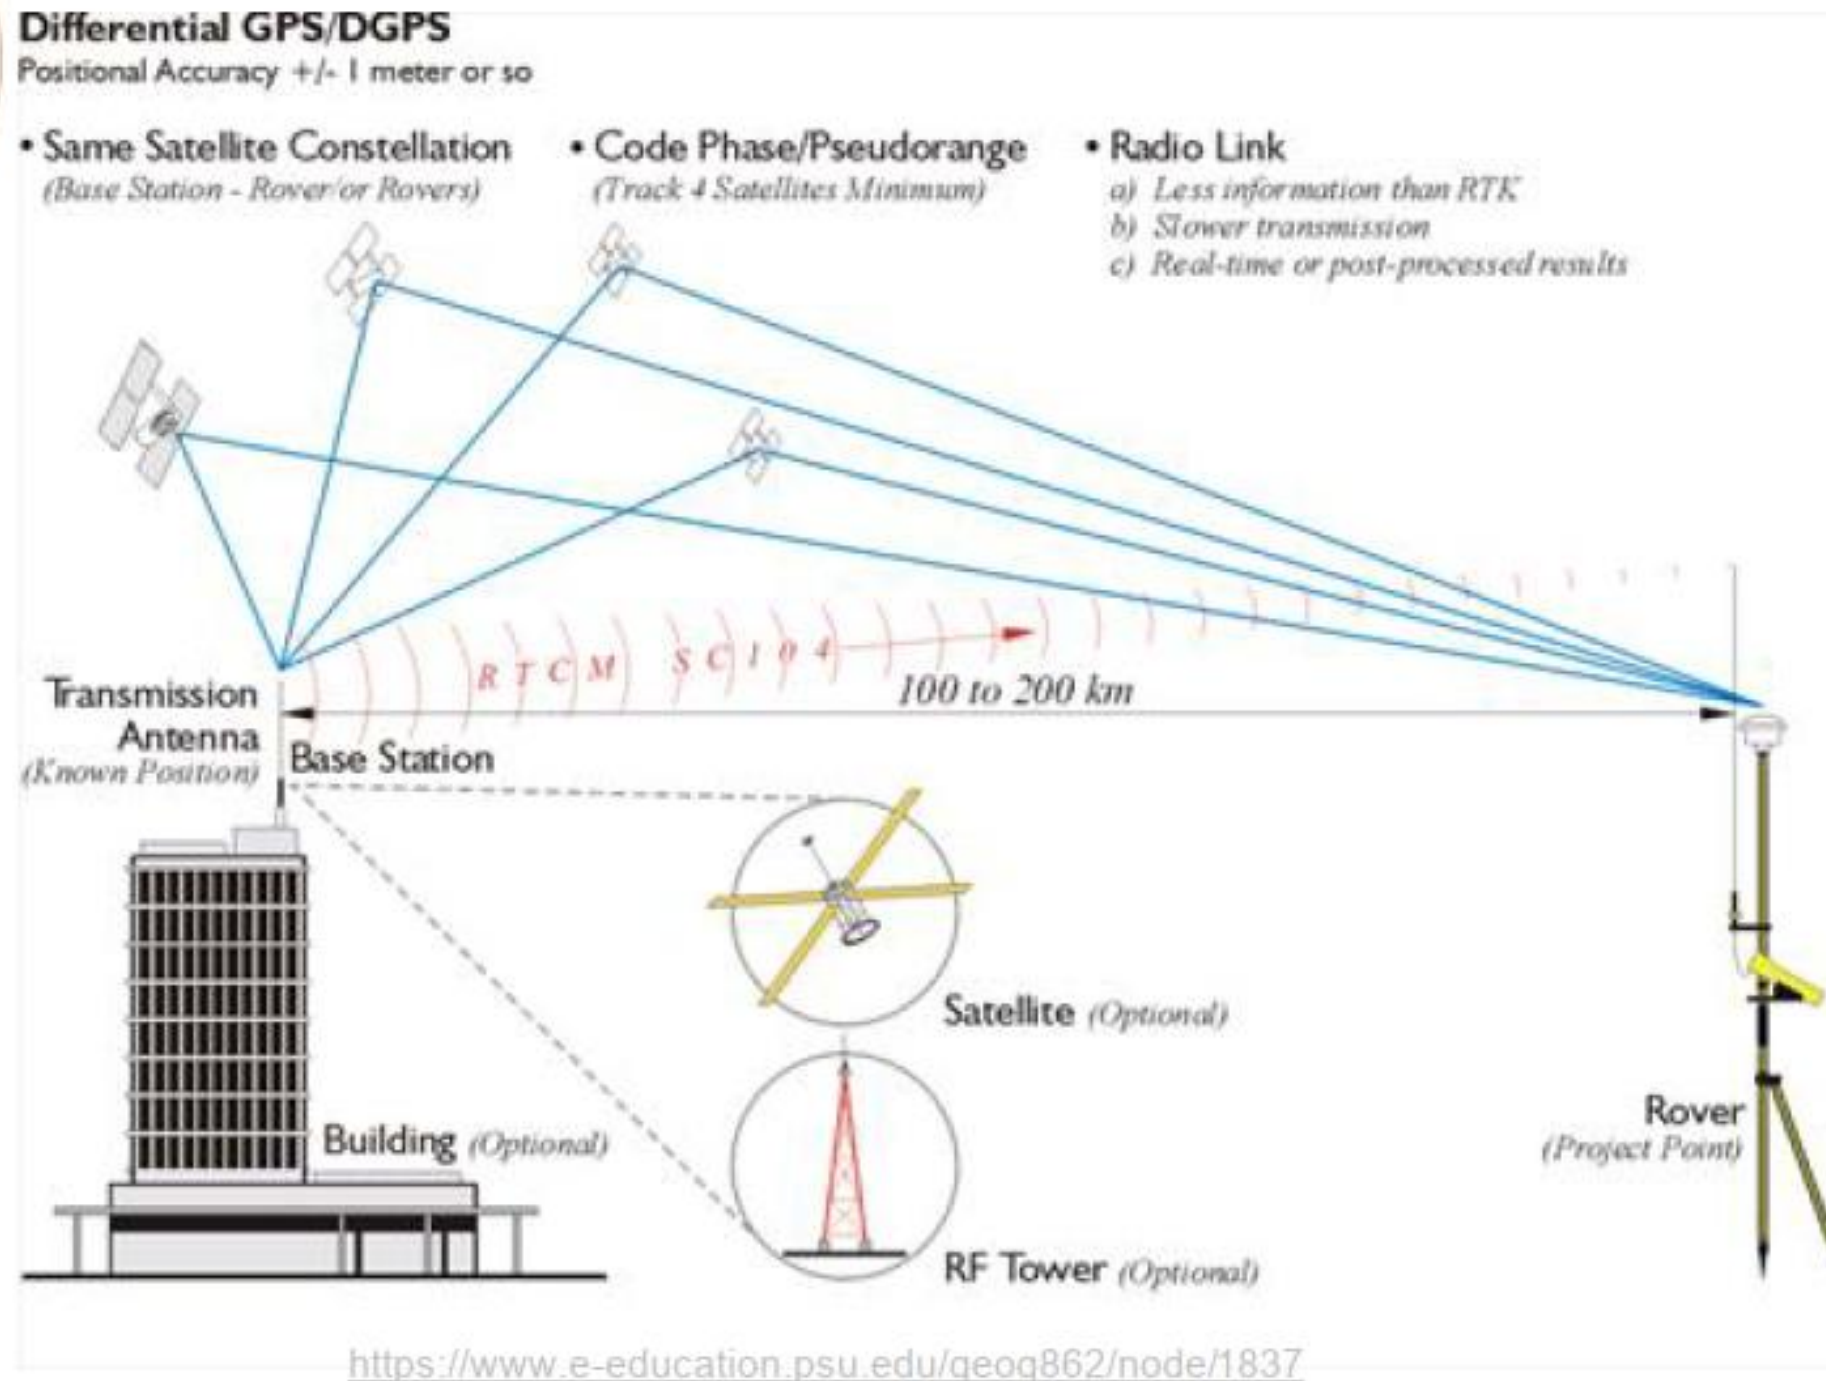 Differential GPS/DGPS
Positional Accuracy +/- 1 meter or so
• Same Satellite Constellation
(Base Station - Rover/or Rovers)
• Code Phase/Pseudorange
(Track 4 Satellites Minimum)
• Radio Link
a) Less information than RTK
b) Slower transmission
c) Real-time or post-processed results
RTCM SC104
100 to 200 km
Transmission
Antenna
(Known Position)
Base Station
Satellite (Optional)
Building (Optional)
RF Tower (Optional)
Rover
(Project Point)
https://www.e-education.psu.edu/geog862/node/1837